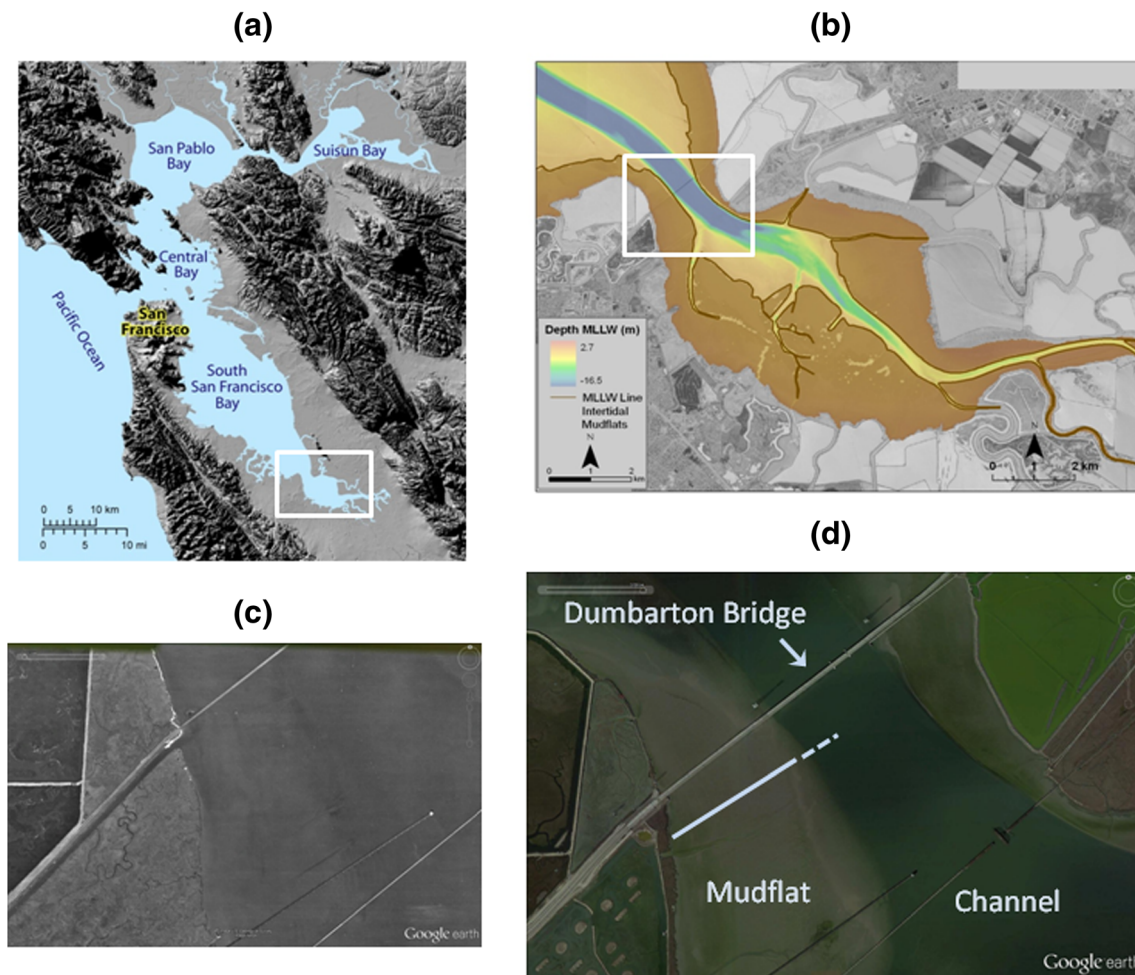 (a)
San Pablo
Bay
Suisun Bay
Central
Bay
Pacific Ocean
San
Francisco
South
San Francisco
Bay
0 5 10 km
0 5 10 mi
(b)
Depth MLLW (m)
2.7
-16.5
MLLW Line
Intertidal
Mudflats
N
0 1 2
km
N
0 1 2 km
(c)
Google earth
(d)
Dumbarton Bridge
Mudflat
Channel
Google earth